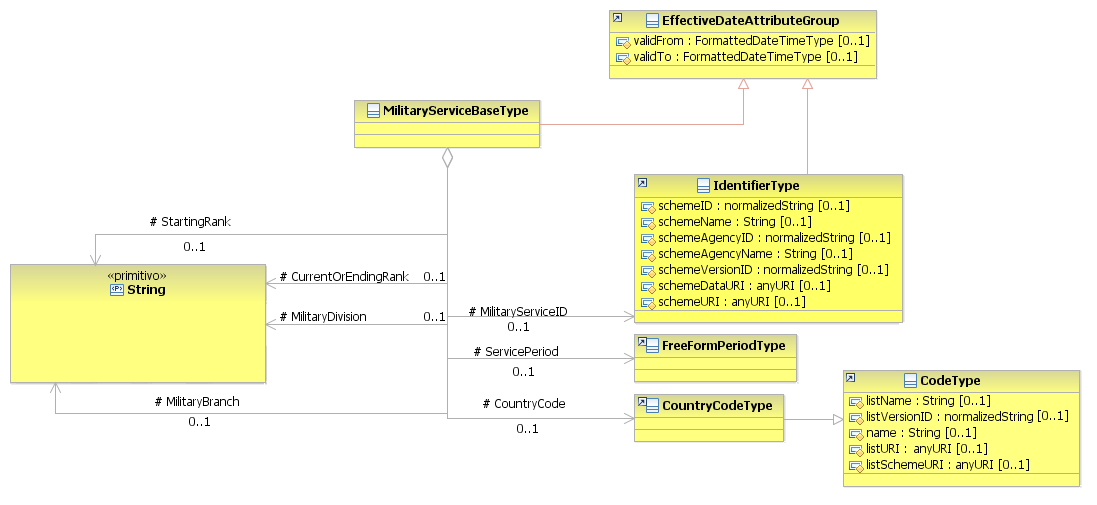 EffectiveDateAttributeGroup
validFrom : FormattedDateTimeType [0..1]
validTo : FormattedDateTimeType [0..1]
MilitaryServiceBaseType
IdentifierType
schemeID : normalizedString [0..1]
schemeName : String [0..1]
schemeAgencyID : normalizedString [0..1]
schemeAgencyName : String [0..1]
schemeVersionID : normalizedString [0..1]
schemeDataURI : anyURI [0..1]
schemeURI : anyURI [0..1]
# StartingRank
0..1
«primitivo»
<P> String
# CurrentOrEndingRank
0..1
# MilitaryDivision
0..1
# MilitaryServiceID
0..1
# ServicePeriod
0..1
FreeFormPeriodType
# MilitaryBranch
0..1
# CountryCode
0..1
CountryCodeType
CodeType
listName : String [0..1]
listVersionID : normalizedString [0..1]
name : String [0..1]
listURI : anyURI [0..1]
listSchemeURI : anyURI [0..1]